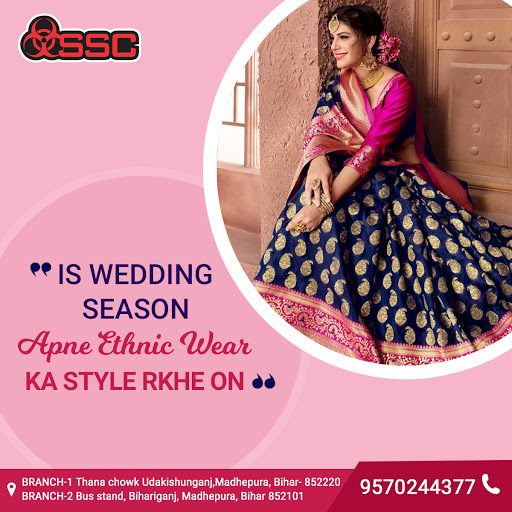 SSC
❞ IS WEDDING
SEASON
Apne Ethnic Wear
KA STYLE RKHE ON ❝
BRANCH-1 Thana chowk Udakishunganj,Madhepura, Bihar- 852220
BRANCH-2 Bus stand, Bihariganj, Madhepura, Bihar 852101
9570244377